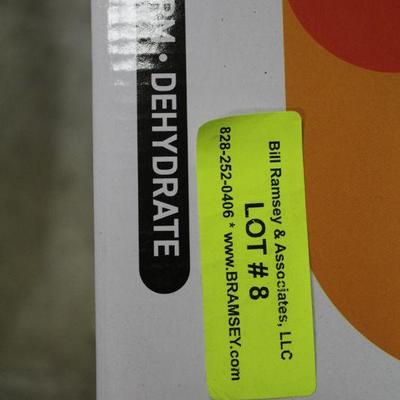 · DEHYDRATE
Bill Ramsey & Associates, LLC
LOT # 8
828-252-0406 * www.BRAMSEY.com